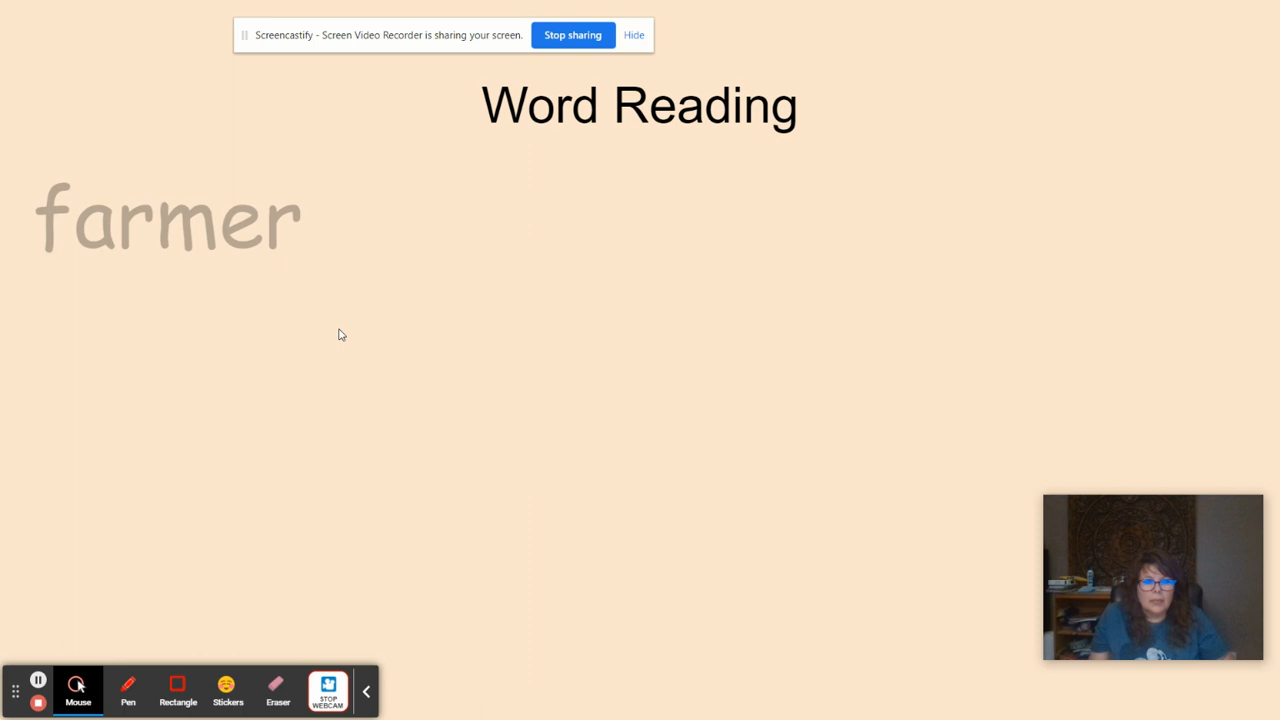 Screencastify - Screen Video Recorder is sharing your screen. Stop sharing Hide
Word Reading
farmer
Mouse Pen Rectangle Stickers Eraser STOP WEBCAM